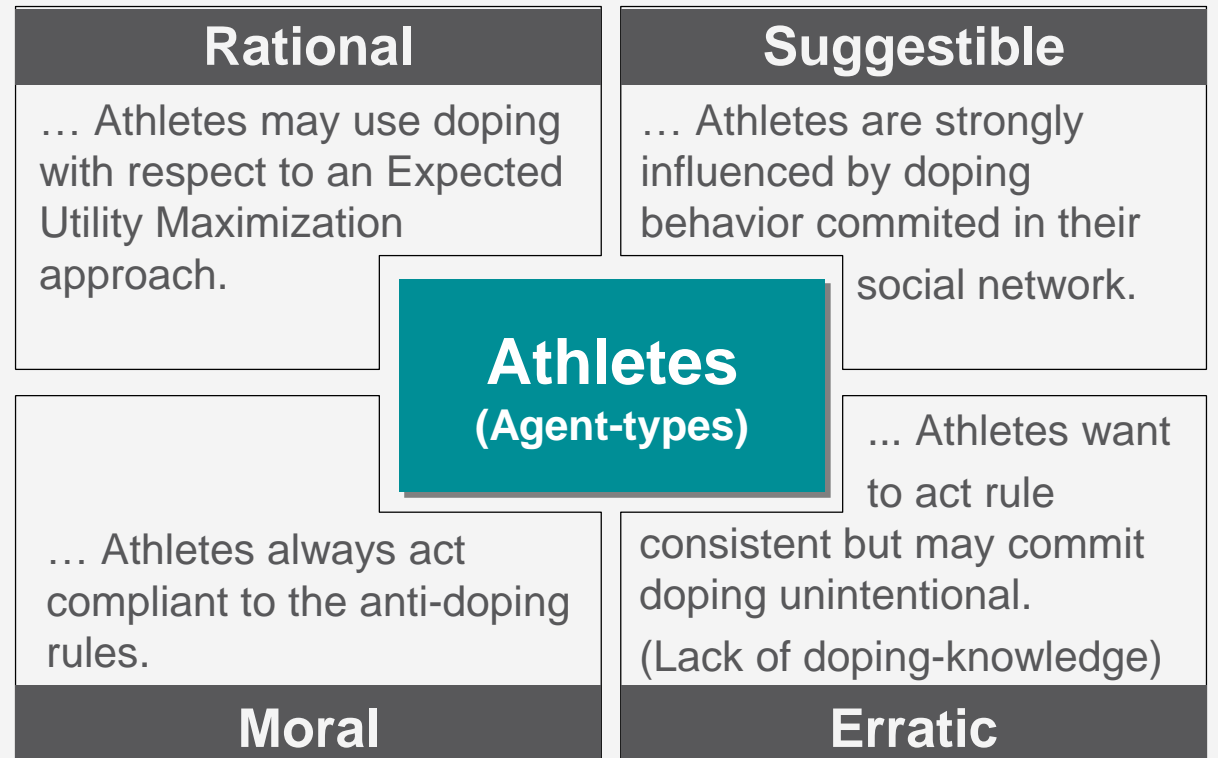 Rational
… Athletes may use doping
with respect to an Expected
Utility Maximization
approach.
Suggestible
… Athletes are strongly
influenced by doping
behavior commited in their
social network.
Athletes
(Agent-types)
… Athletes always act
compliant to the anti-doping
rules.
Moral
... Athletes want
to act rule
consistent but may commit
doping unintentional.
(Lack of doping-knowledge)
Erratic